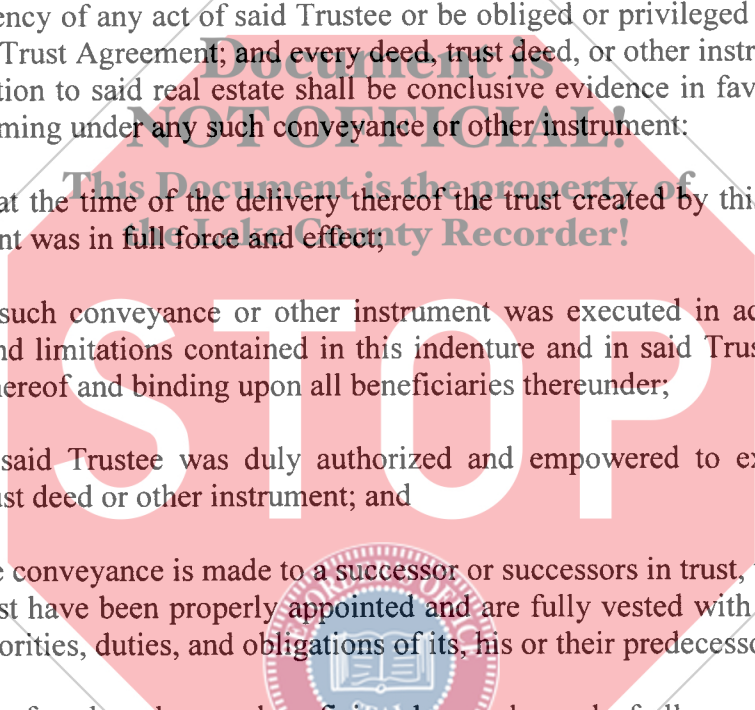 ency of any act of said Trustee or be obliged or privileged
Trust Agreement; and every deed, trust deed, or other instr
Document is
tion to said real estate shall be conclusive evidence in fav
NOT OFFICIAL!
ming under any such conveyance or other instrument:
This Document is the property of
at the time of the delivery thereof the trust created by thi
the Lake County Recorder!
nt was in full force and effect;
such conveyance or other instrument was executed in ac
nd limitations contained in this indenture and in said Trus
hereof and binding upon all beneficiaries thereunder;
STOP
said Trustee was duly authorized and empowered to ex
ust deed or other instrument; and
e conveyance is made to a successor or successors in trust,
st have been properly appointed and are fully vested with
orities, duties, and obligations of its, his or their predecesso